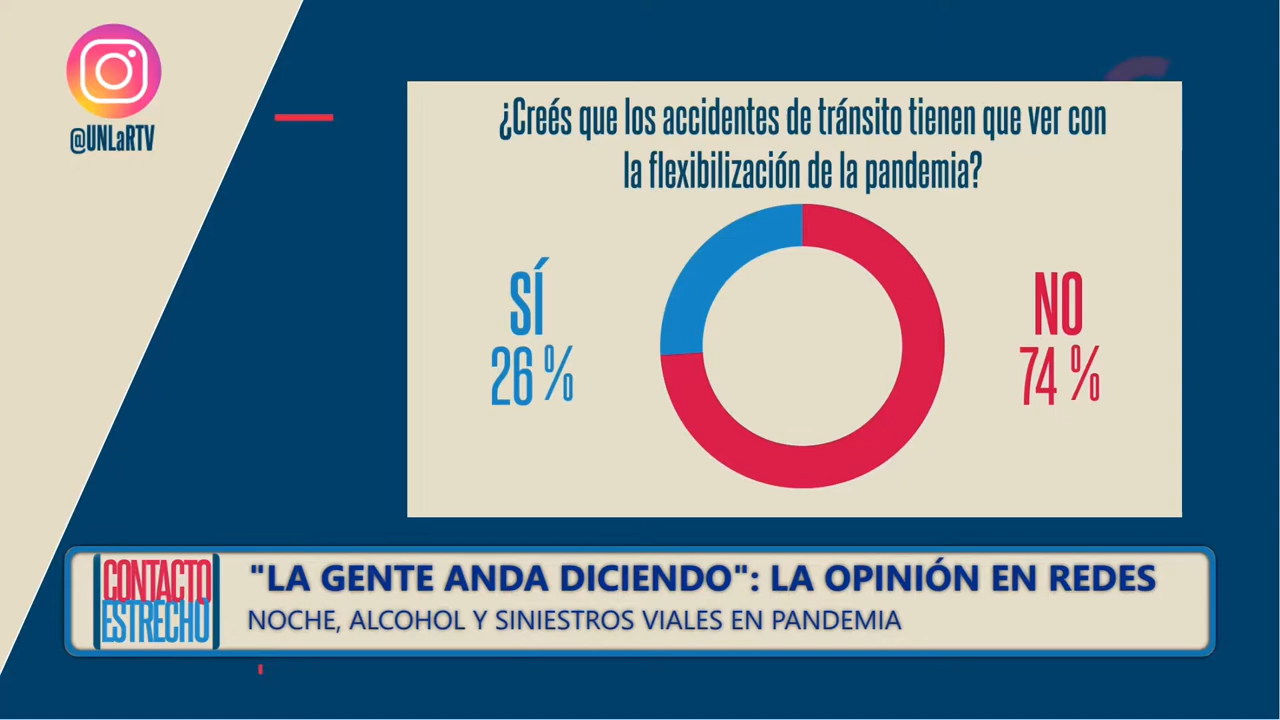 @UNLaRTV
¿Creés que los accidentes de tránsito tienen que ver con
la flexibilización de la pandemia?
SÍ
26 %
NO
74 %
CONTACTO
ESTRECHO
"LA GENTE ANDA DICIENDO": LA OPINIÓN EN REDES
NOCHE, ALCOHOL Y SINIESTROS VIALES EN PANDEMIA